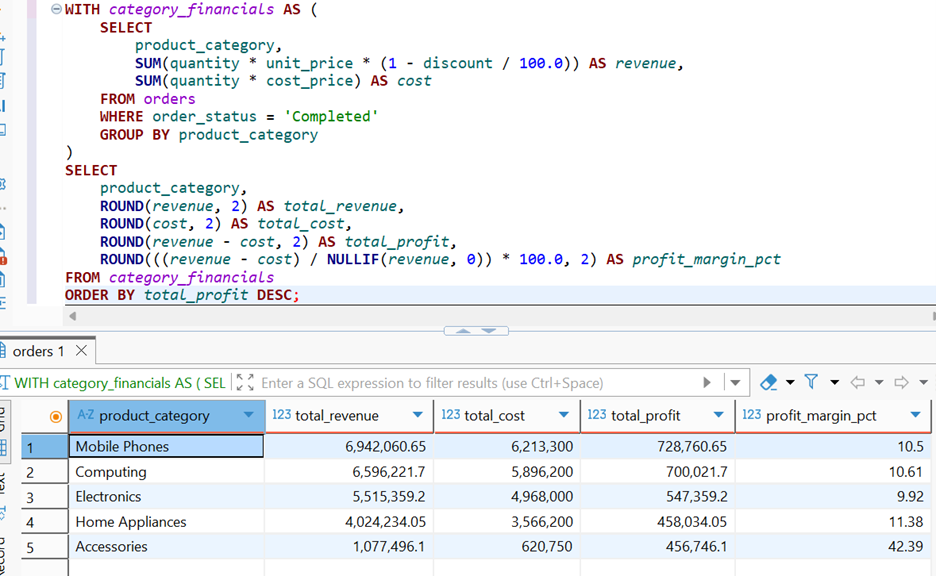 WITH category_financials AS (
SELECT
product_category,
SUM(quantity * unit_price * (1 - discount / 100.0)) AS revenue,
SUM(quantity * cost_price) AS cost
FROM orders
WHERE order_status = 'Completed'
GROUP BY product_category
)
SELECT
product_category,
ROUND(revenue, 2) AS total_revenue,
ROUND(cost, 2) AS total_cost,
ROUND(revenue - cost, 2) AS total_profit,
ROUND(((revenue - cost) / NULLIF(revenue, 0)) * 100.0, 2) AS profit_margin_pct
FROM category_financials
ORDER BY total_profit DESC;
orders 1
WITH category_financials AS ( SEL Enter a SQL expression to filter results (use Ctrl+Space)
A-Z product_category 123 total_revenue 123 total_cost 123 total_profit 123 profit_margin_pct
1 Mobile Phones 6,942,060.65 6,213,300 728,760.65 10.5
2 Computing 6,596,221.7 5,896,200 700,021.7 10.61
3 Electronics 5,515,359.2 4,968,000 547,359.2 9.92
4 Home Appliances 4,024,234.05 3,566,200 458,034.05 11.38
5 Accessories 1,077,496.1 620,750 456,746.1 42.39